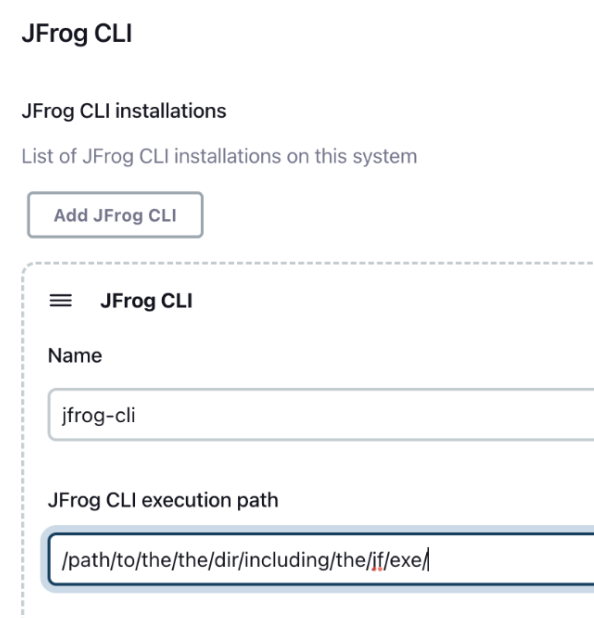 JFrog CLI
JFrog CLI installations
List of JFrog CLI installations on this system
Add JFrog CLI
JFrog CLI
Name
jfrog-cli
JFrog CLI execution path
/path/to/the/the/dir/including/the/jf/exe/